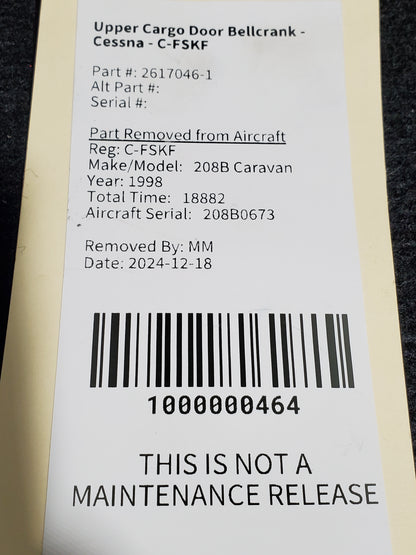 Upper Cargo Door Bellcrank -
Cessna - C-FSKF
Part #: 2617046-1
Alt Part #:
Serial #:
Part Removed from Aircraft
Reg: C-FSKF
Make/Model: 208B Caravan
Year: 1998
Total Time: 18882
Aircraft Serial: 208B0673
Removed By: MM
Date: 2024-12-18
1000000464
THIS IS NOT A
MAINTENANCE RELEASE